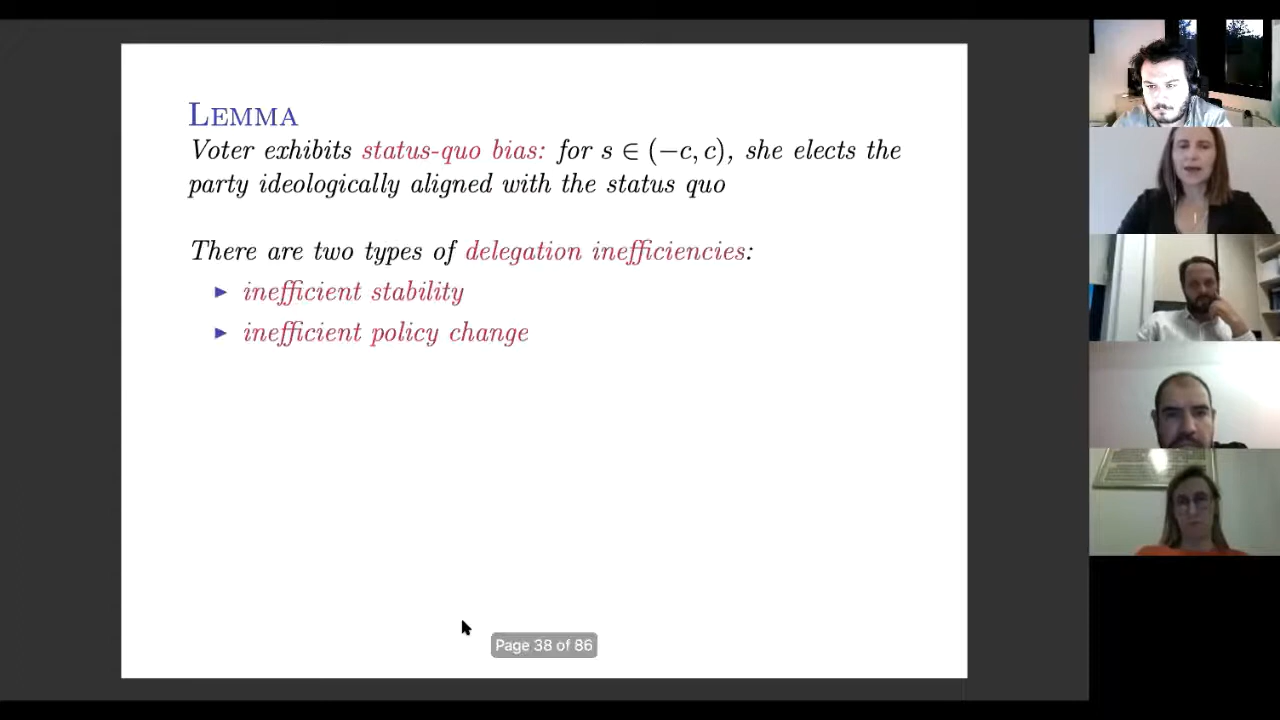 LEMMA
Voter exhibits status-quo bias: for s ∈ (−c, c), she elects the
party ideologically aligned with the status quo
There are two types of delegation inefficiencies:
▶ inefficient stability
▶ inefficient policy change
Page 38 of 86